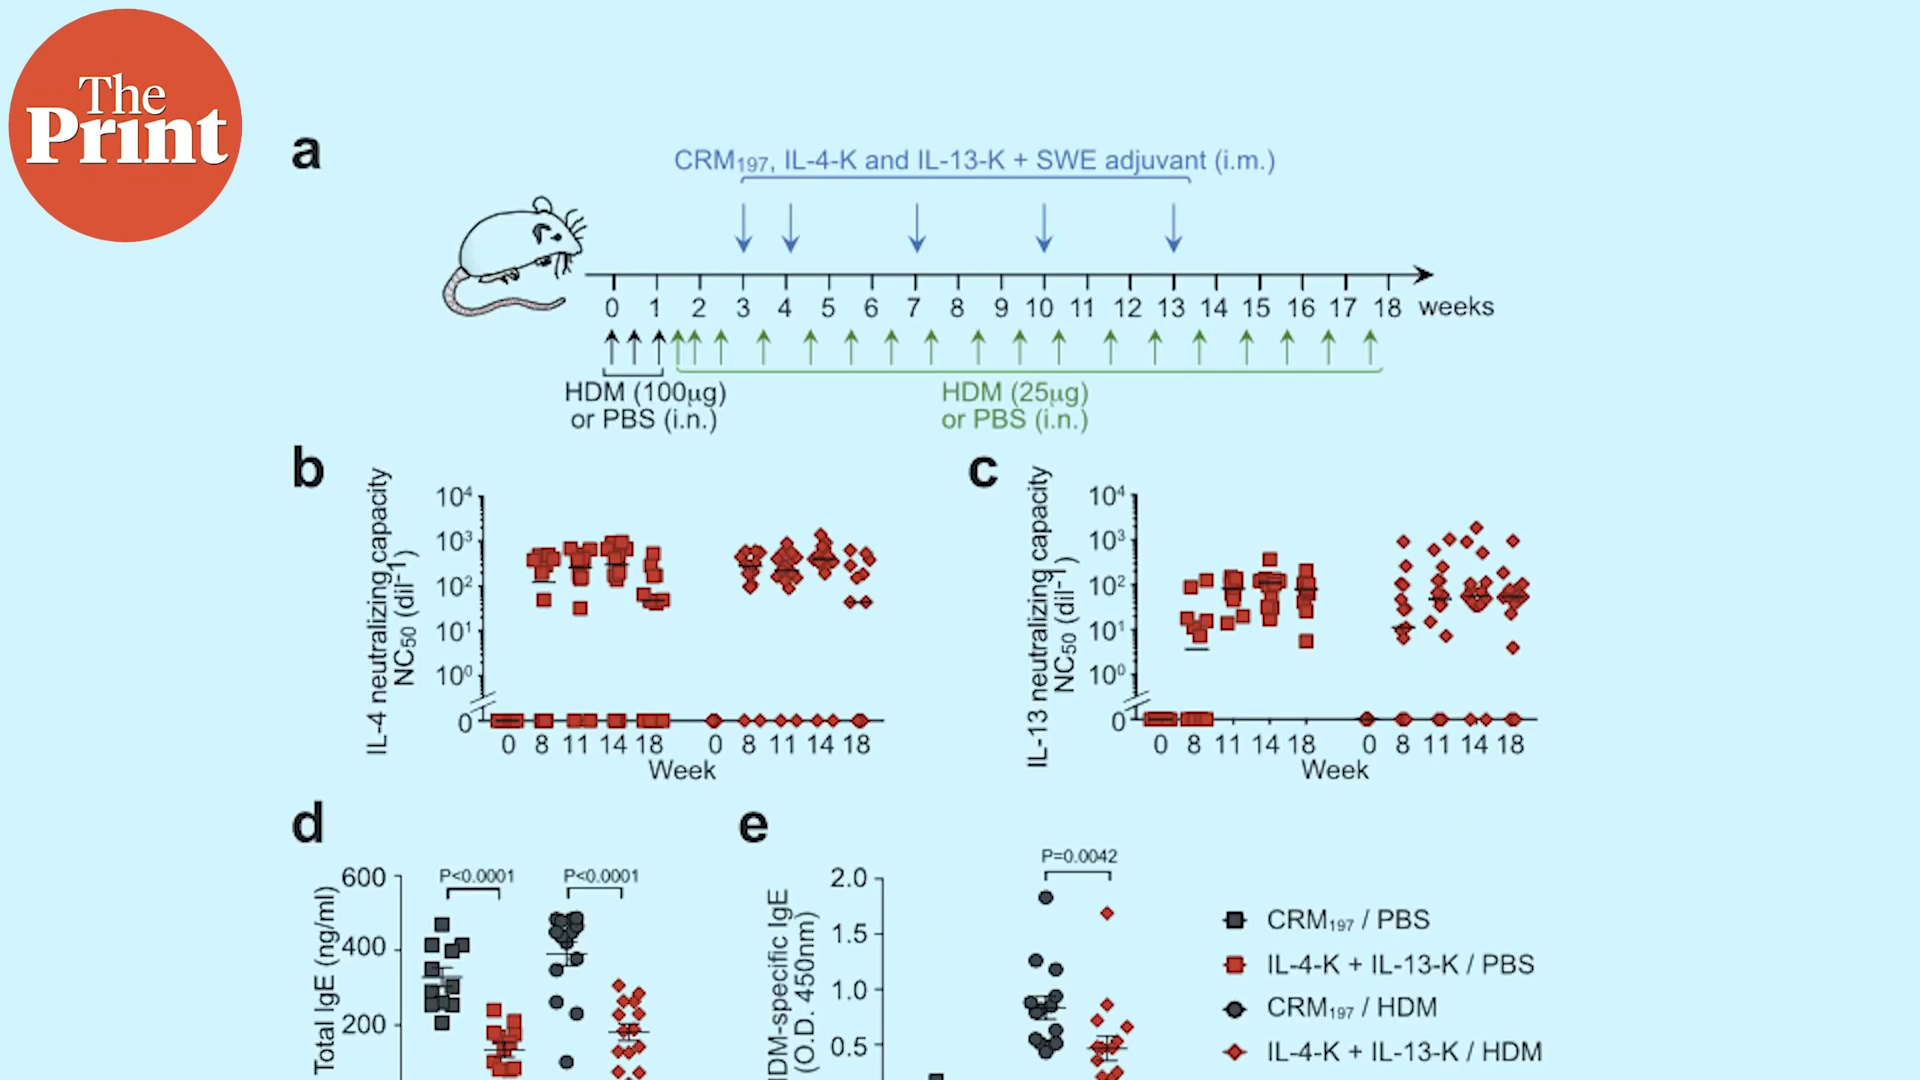 The
Print
a
CRM197, IL-4-K and IL-13-K + SWE adjuvant (i.m.)
0 1 2 3 4 5 6 7 8 9 10 11 12 13 14 15 16 17 18 weeks
HDM (100µg)
or PBS (i.n.)
HDM (25µg)
or PBS (i.n.)
b
IL-4 neutralizing capacity
NC50 (dil-1)
10⁴
10³
10²
10¹
10⁰
0
0 8 11 14 18 0 8 11 14 18
Week
c
IL-13 neutralizing capacity
NC50 (dil-1)
10⁴
10³
10²
10¹
10⁰
0
0 8 11 14 18 0 8 11 14 18
Week
d
Total IgE (ng/ml)
600
400
200
P<0.0001 P<0.0001
e
HDM-specific IgE
(O.D. 450nm)
2.0
1.5
1.0
0.5
P=0.0042
CRM197 / PBS
IL-4-K + IL-13-K / PBS
CRM197 / HDM
IL-4-K + IL-13-K / HDM